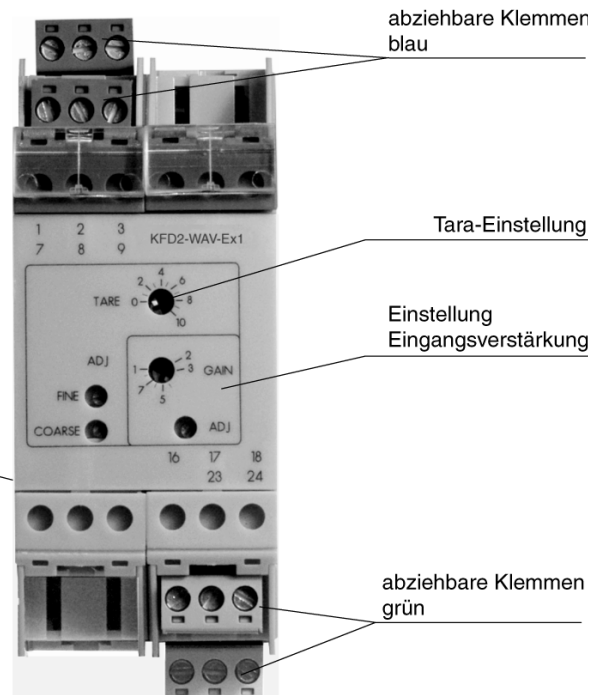 abziehbare Klemmen
blau
1 2 3
7 8 9
KFD2-WAV-Ex1
Tara-Einstellung
TARE
0 2 4 6 8 10
Einstellung
Eingangsverstärkung
ADJ
FINE
COARSE
1 2 3 5 7
GAIN
ADJ
16 17 18
23 24
abziehbare Klemmen
grün